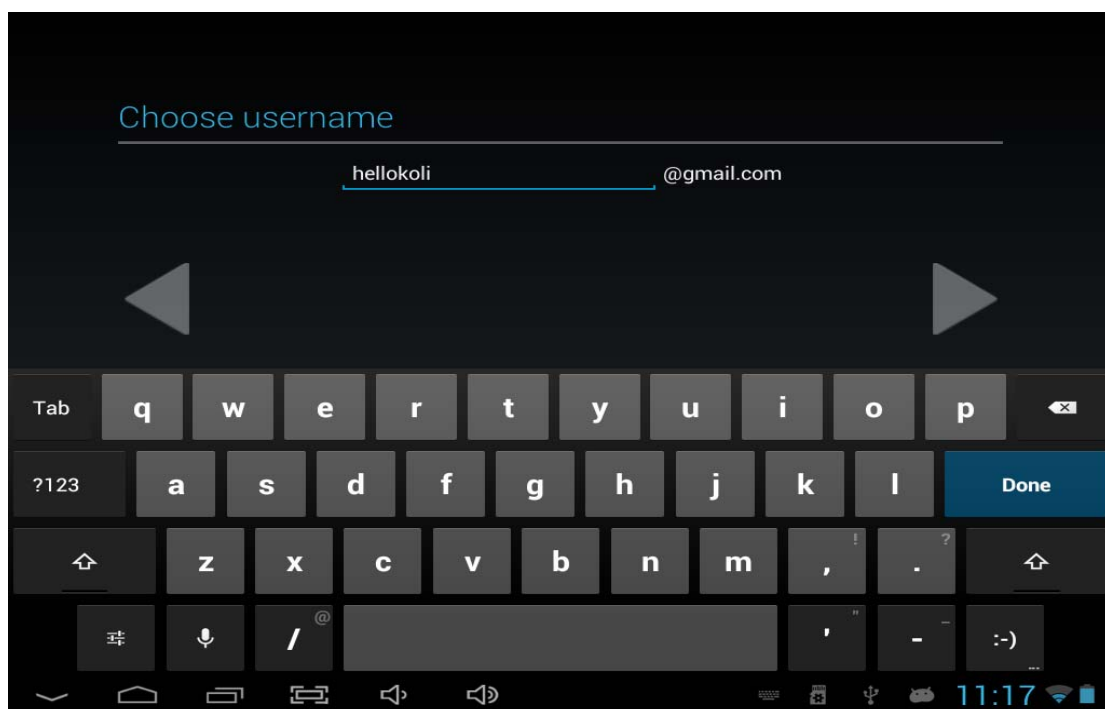 Choose username
hellokoli @gmail.com
Tab q w e r t y u i o p
?123 a s d f g h j k l Done
z x c v b n m , ! . ?
/ @ ' " - _ :-) ...
11:17